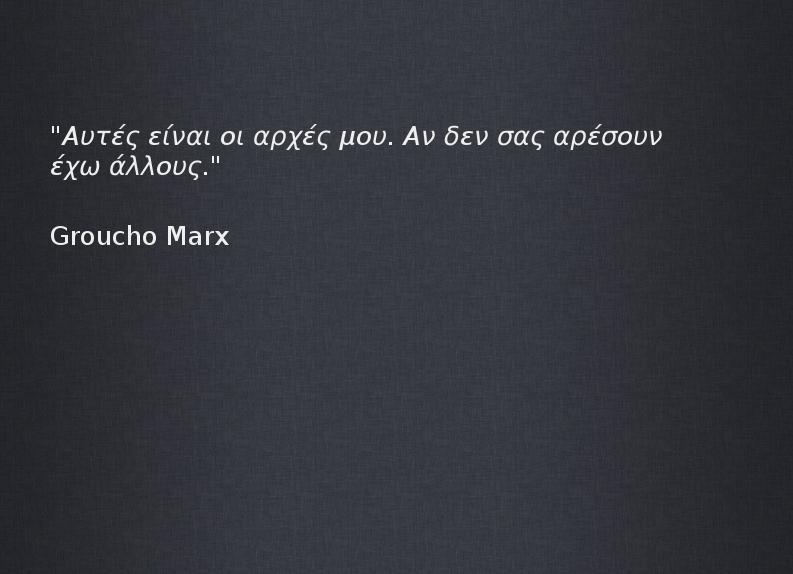 "Αυτές είναι οι αρχές μου. Αν δεν σας αρέσουν
έχω άλλους."
Groucho Marx